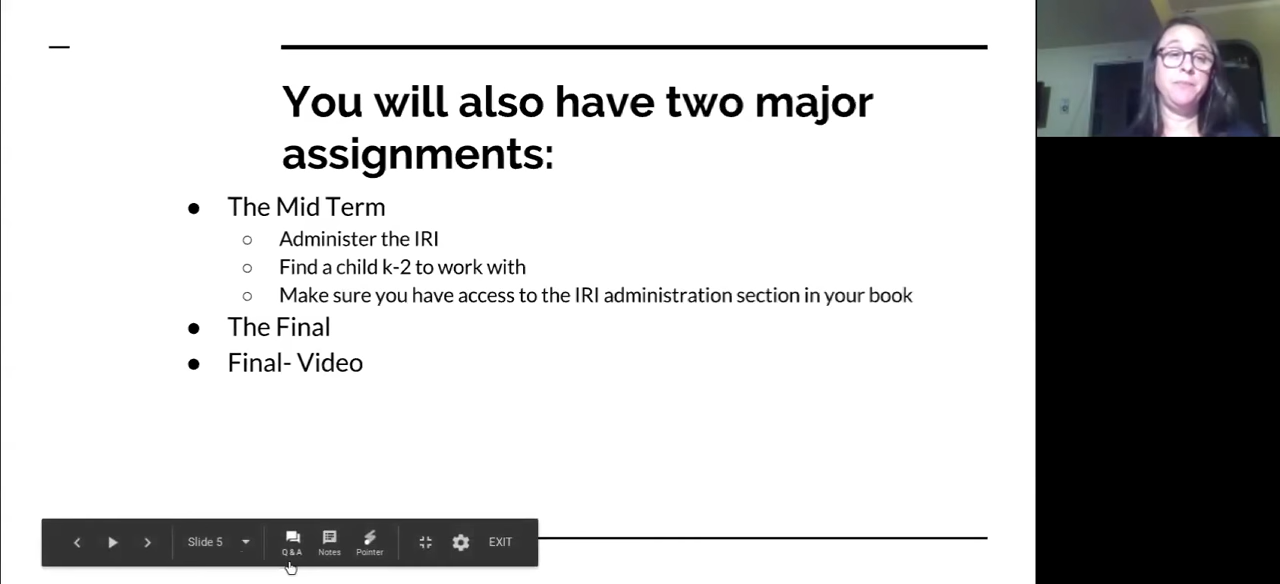 You will also have two major
assignments:
● The Mid Term
○ Administer the IRI
○ Find a child k-2 to work with
○ Make sure you have access to the IRI administration section in your book
● The Final
● Final- Video
Slide 5
Q & A Notes Pointer
EXIT